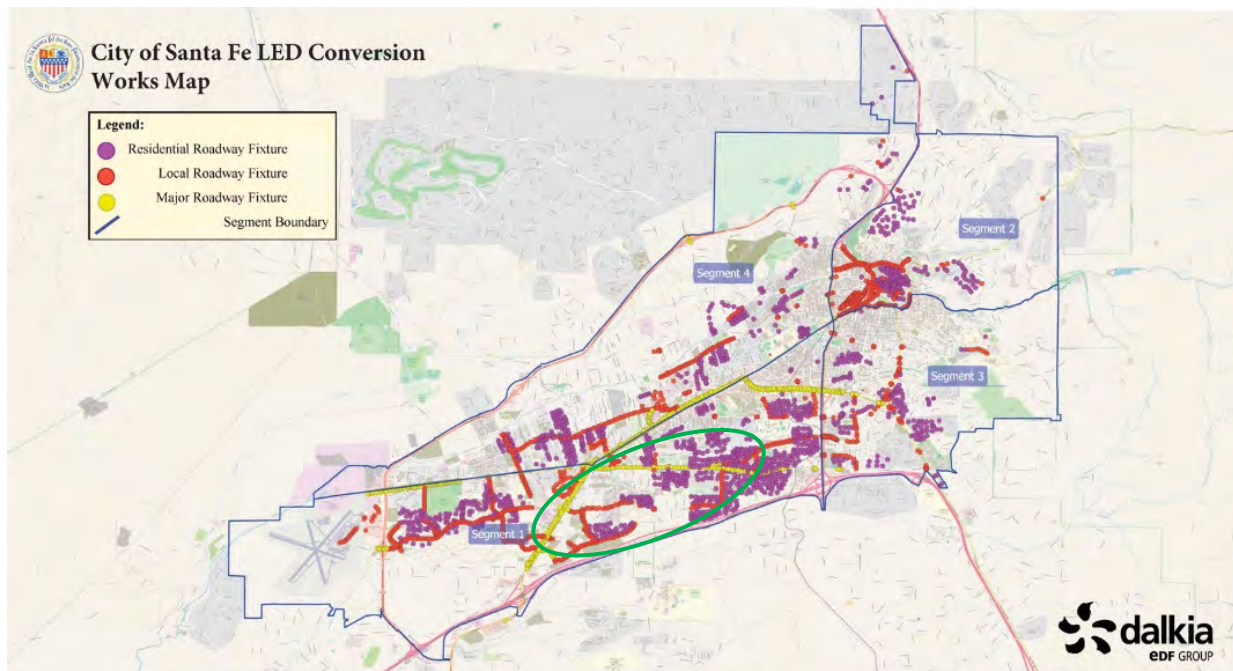 City of Santa Fe LED Conversion
Works Map
Legend:
Residential Roadway Fixture
Local Roadway Fixture
Major Roadway Fixture
Segment Boundary
Segment 2
Segment 4
Segment 3
Segment 1
dalkia
EDF GROUP